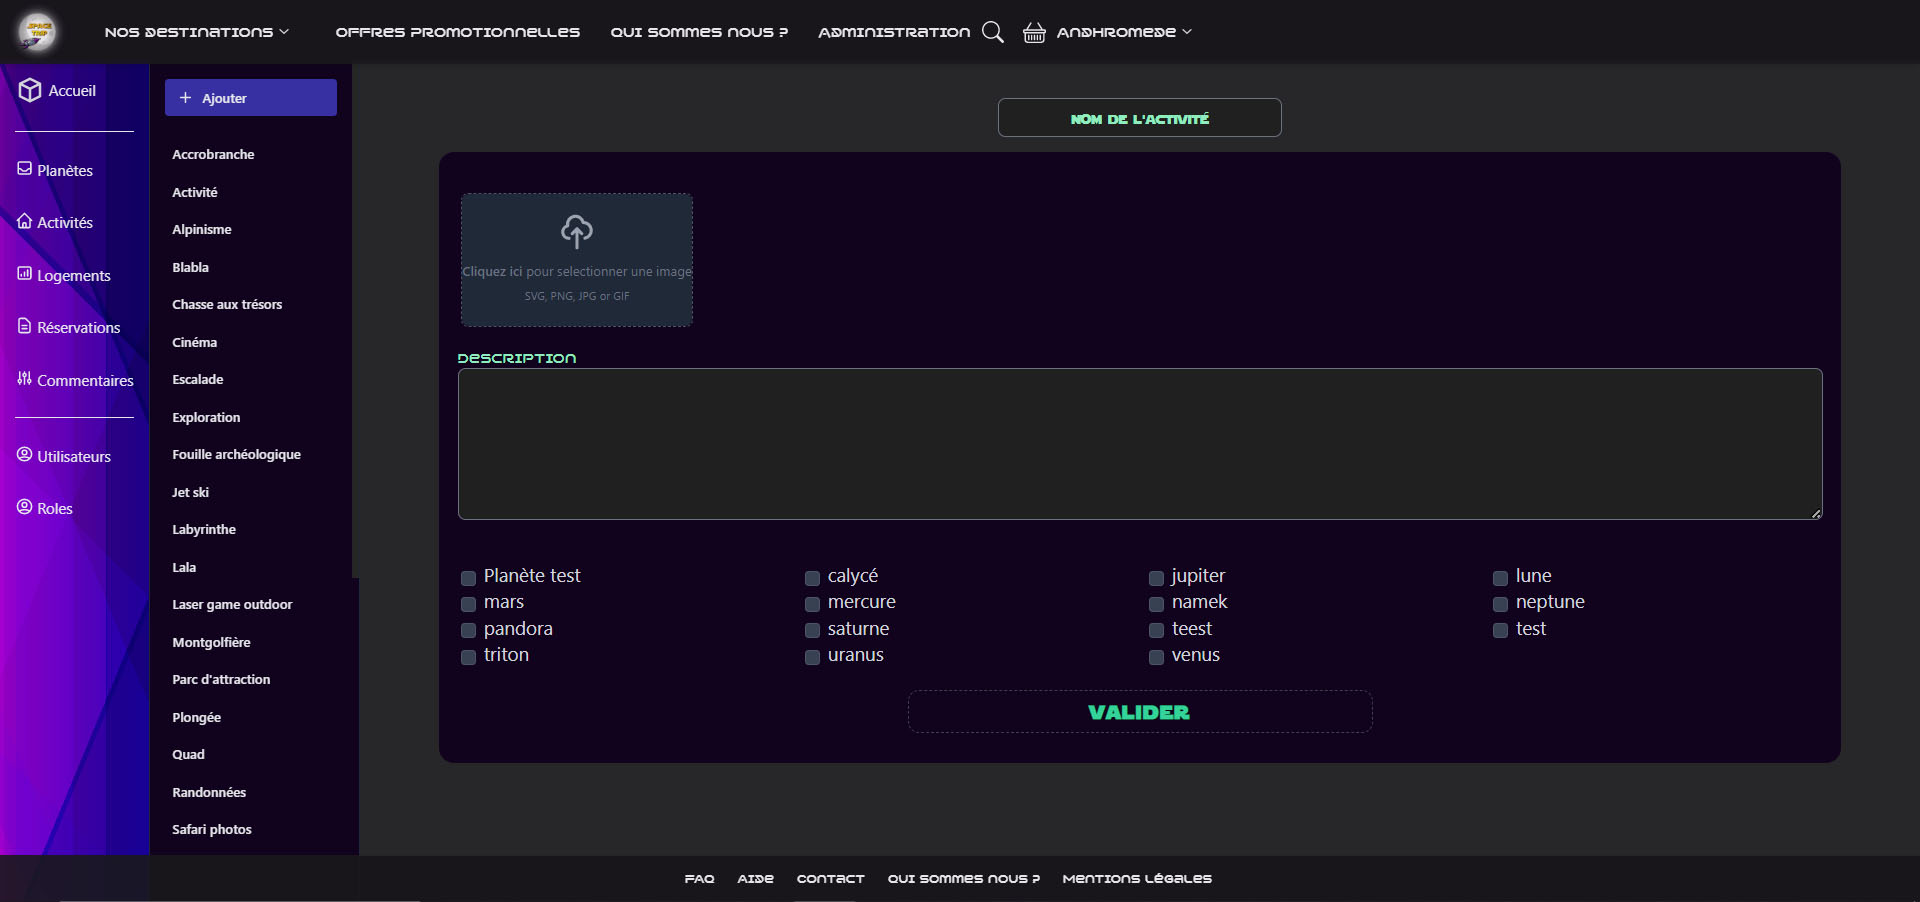 SPACE TRIP
NOS DESTINATIONS
OFFRES PROMOTIONNELLES
QUI SOMMES NOUS ?
ADMINISTRATION
ANDHROMEDE
Accueil
Planètes
Activités
Logements
Réservations
Commentaires
Utilisateurs
Roles
+ Ajouter
Accrobranche
Activité
Alpinisme
Blabla
Chasse aux trésors
Cinéma
Escalade
Exploration
Fouille archéologique
Jet ski
Labyrinthe
Lala
Laser game outdoor
Montgolfière
Parc d'attraction
Plongée
Quad
Randonnées
Safari photos
NOM DE L'ACTIVITÉ
Cliquez ici pour selectionner une image
SVG, PNG, JPG or GIF
DESCRIPTION
Planète test
calycé
jupiter
lune
mars
mercure
namek
neptune
pandora
saturne
teest
test
triton
uranus
venus
VALIDER
FAQ
AIDE
CONTACT
QUI SOMMES NOUS ?
MENTIONS LÉGALES